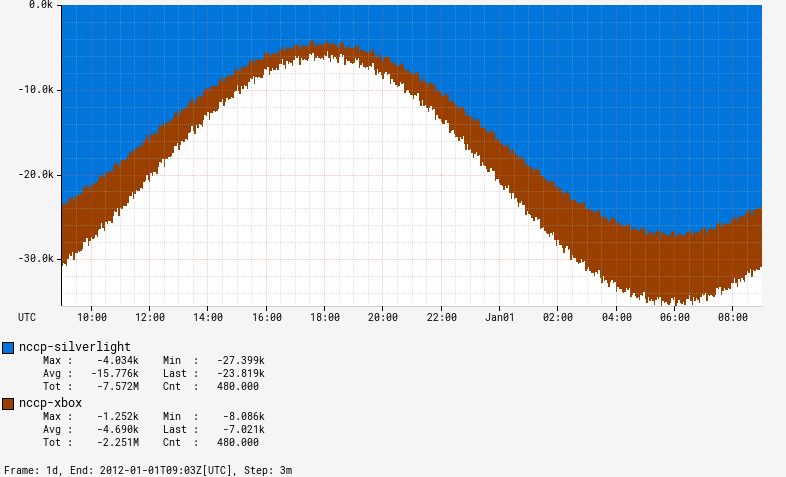 0.0k
-10.0k
-20.0k
-30.0k
UTC 10:00 12:00 14:00 16:00 18:00 20:00 22:00 Jan01 02:00 04:00 06:00 08:00
nccp-silverlight
Max : -4.034k Min : -27.399k
Avg : -15.776k Last : -23.819k
Tot : -7.572M Cnt : 480.000
nccp-xbox
Max : -1.252k Min : -8.086k
Avg : -4.690k Last : -7.021k
Tot : -2.251M Cnt : 480.000
Frame: 1d, End: 2012-01-01T09:03Z[UTC], Step: 3m